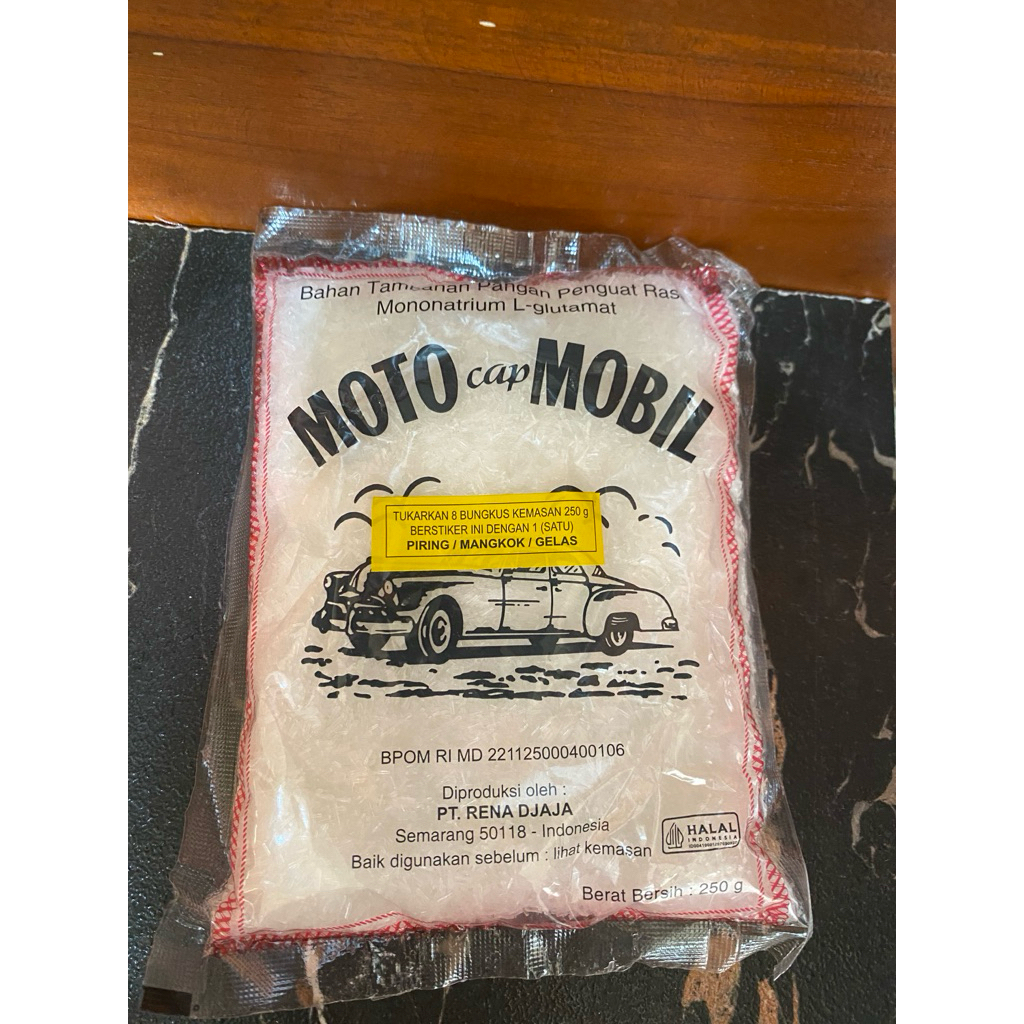 Bahan Tambahan Pangan Penguat Ras
Mononatrium L-glutamat
MOTO cap MOBIL
TUKARKAN 8 BUNGKUS KEMASAN 250 g
BERSTIKER INI DENGAN 1 (SATU)
PIRING / MANGKOK / GELAS
BPOM RI MD 221125000400106
Diproduksi oleh :
PT. RENA DJAJA
Semarang 50118 - Indonesia
Baik digunakan sebelum : lihat kemasan
HALAL
INDONESIA
Berat Bersih : 250 g